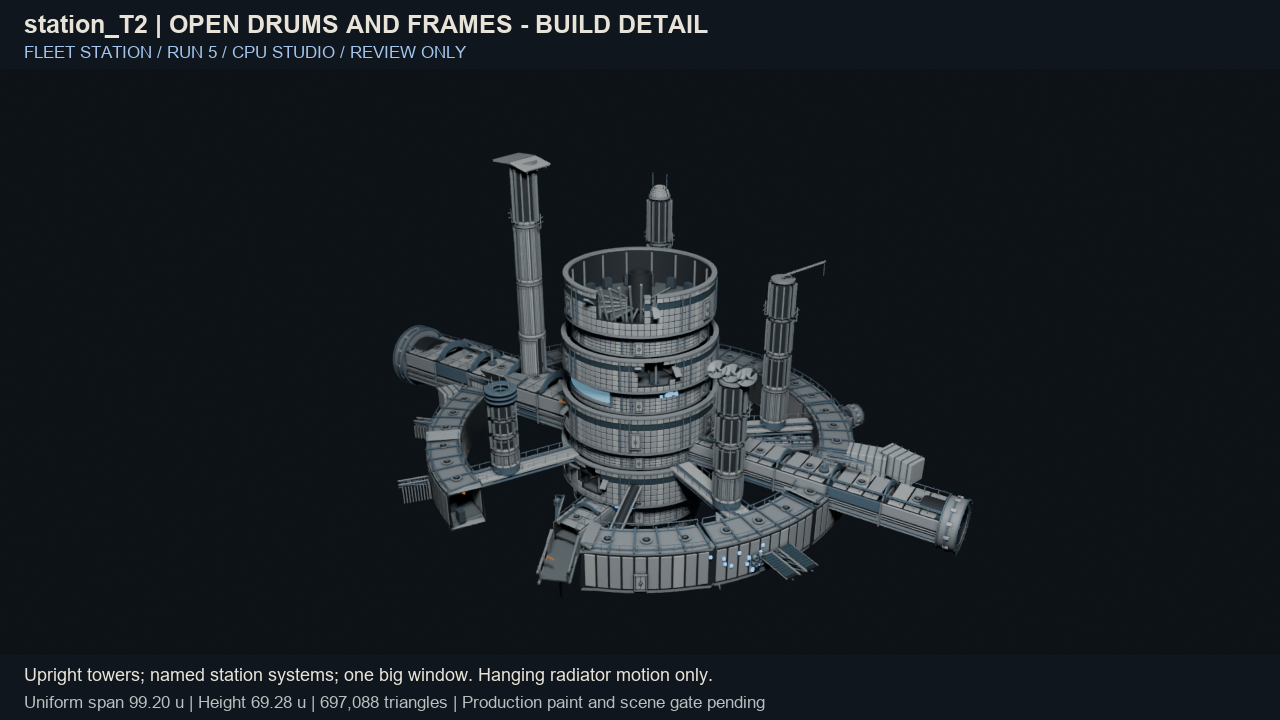 station_T2 | OPEN DRUMS AND FRAMES - BUILD DETAIL
FLEET STATION / RUN 5 / CPU STUDIO / REVIEW ONLY
Upright towers; named station systems; one big window. Hanging radiator motion only.
Uniform span 99.20 u | Height 69.28 u | 697,088 triangles | Production paint and scene gate pending